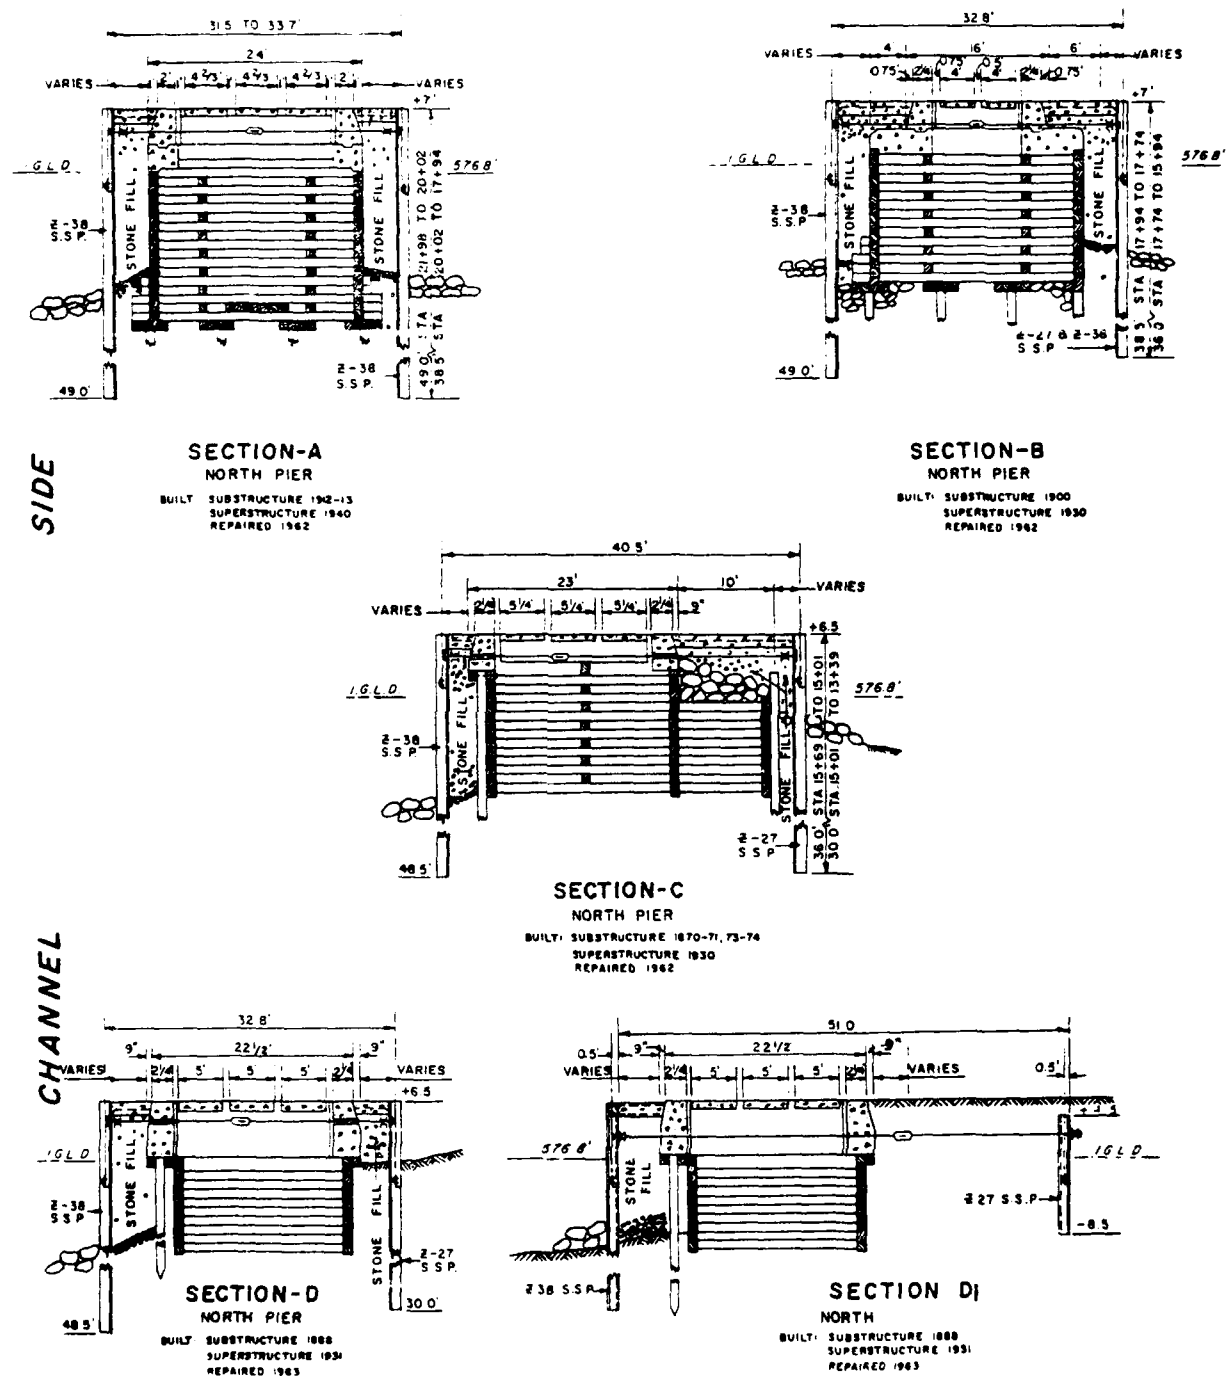 31.5 TO 33.7'
24'
VARIES 2' 4 2/3' 4 2/3 4 2/3 2' VARIES
+7'
I.G.L.D
576.8'
STONE FILL
STONE FILL
Z-38
S.S.P.
Z-38
S.S.P.
49.0'
49.0' STA 21+98 TO 20+02
38.5' STA 20+02 TO 17+94
SECTION-A
NORTH PIER
BUILT: SUBSTRUCTURE 1912-13
SUPERSTRUCTURE 1940
REPAIRED 1962
32.8'
VARIES 4' 16' 6' VARIES
0.75' 2 1/4 0.75' 4' 0.5' 4' 2 1/4 0.75'
+7'
I.G.L.D
576.8'
STONE FILL
STONE FILL
Z-38
S.S.P.
Z-27 & Z-38
S.S.P
49.0'
38.5' STA 17+94 TO 17+74
36.0' STA 17+74 TO 15+94
SECTION-B
NORTH PIER
BUILT: SUBSTRUCTURE 1900
SUPERSTRUCTURE 1930
REPAIRED 1962
SIDE
40.5'
23' 10' VARIES
VARIES 2 1/4' 5 1/4' 5 1/4' 5 1/4' 2 1/4' 9"
+6.5
I.G.L.D
576.8'
STONE FILL
STONE FILL
Z-38
S.S.P.
Z-27
S.S.P
48.5'
36.0' STA 15+69 TO 15+01
30.0' STA 15+01 TO 13+39
SECTION-C
NORTH PIER
BUILT: SUBSTRUCTURE 1870-71, 73-74
SUPERSTRUCTURE 1930
REPAIRED 1962
CHANNEL
32.8'
9" 22 1/2' 9"
VARIES 2 1/4' 5' 5' 5' 2 1/4' VARIES
+6.5
I.G.L.D
STONE FILL
STONE FILL
Z-38
S.S.P.
Z-27
S.S.P.
48.5'
30.0'
SECTION-D
NORTH PIER
BUILT: SUBSTRUCTURE 1888
SUPERSTRUCTURE 1931
REPAIRED 1963
51.0
0.5' 9" 22 1/2' 9"
VARIES 2 1/4' 5' 5' 5' 2 1/4' VARIES
0.5'
576.8'
I.G.L.D
STONE
FILL
Z 27 S.S.P
-8.5
Z 38 S.S.P
SECTION D1
NORTH
BUILT: SUBSTRUCTURE 1888
SUPERSTRUCTURE 1931
REPAIRED 1963